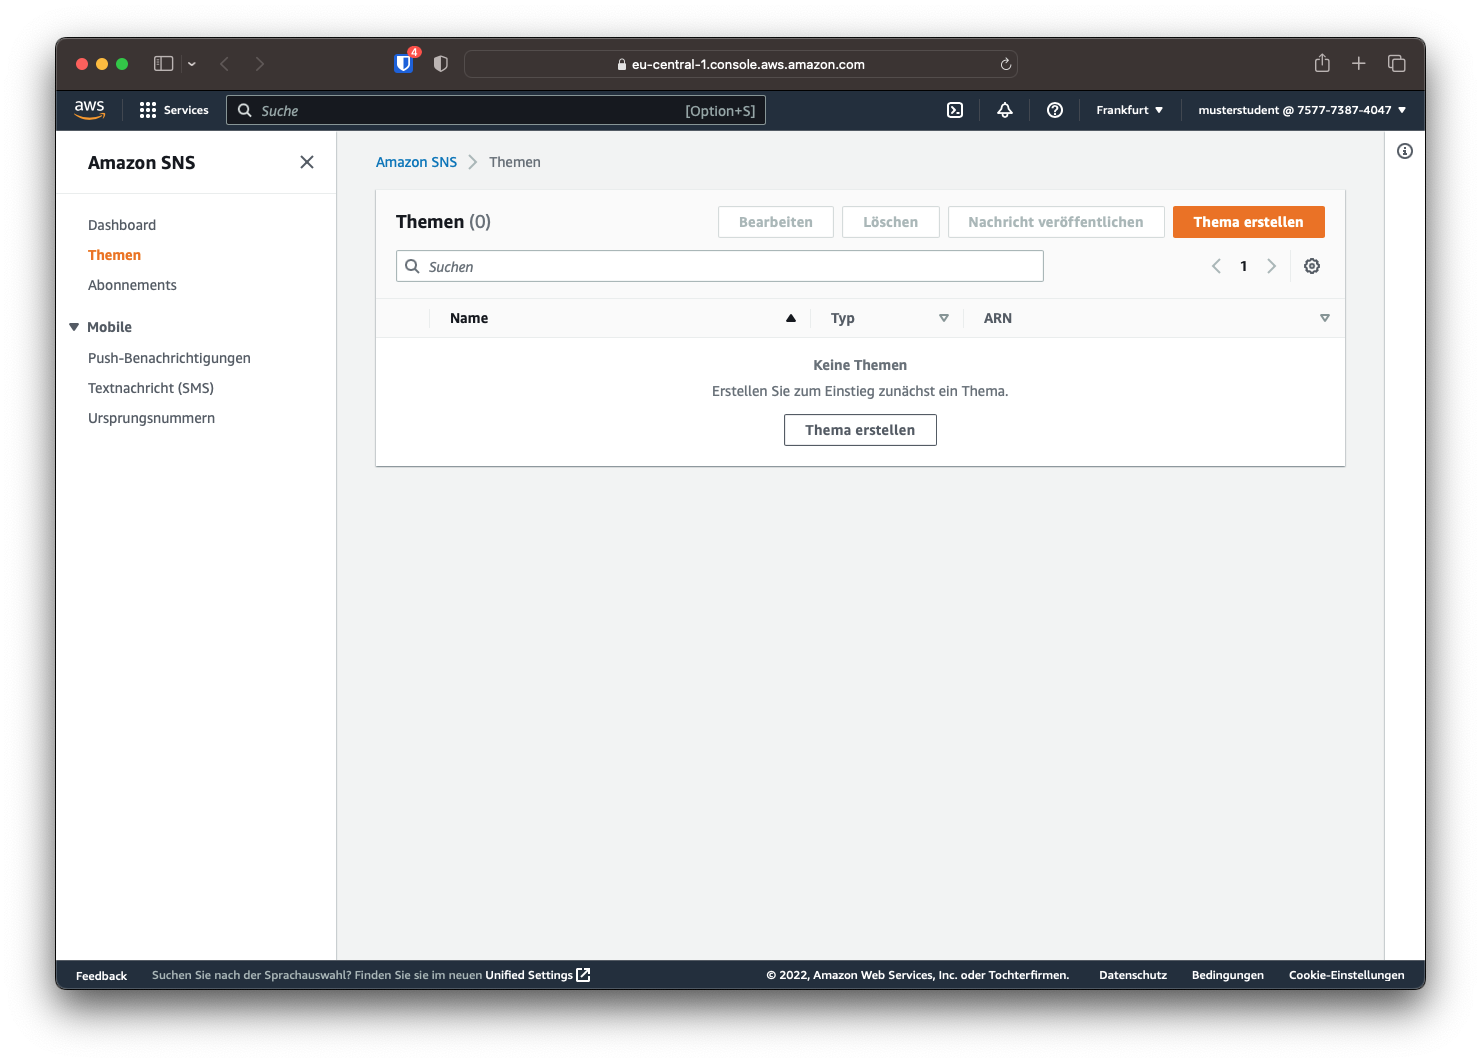 4
eu-central-1.console.aws.amazon.com
aws
Services
Suche
[Option+S]
Frankfurt
musterstudent @ 7577-7387-4047
Amazon SNS
Dashboard
Themen
Abonnements
Mobile
Push-Benachrichtigungen
Textnachricht (SMS)
Ursprungsnummern
Amazon SNS
Themen
Themen (0)
Bearbeiten
Löschen
Nachricht veröffentlichen
Thema erstellen
Suchen
1
Name
Typ
ARN
Keine Themen
Erstellen Sie zum Einstieg zunächst ein Thema.
Thema erstellen
Feedback
Suchen Sie nach der Sprachauswahl? Finden Sie sie im neuen Unified Settings
© 2022, Amazon Web Services, Inc. oder Tochterfirmen.
Datenschutz
Bedingungen
Cookie-Einstellungen